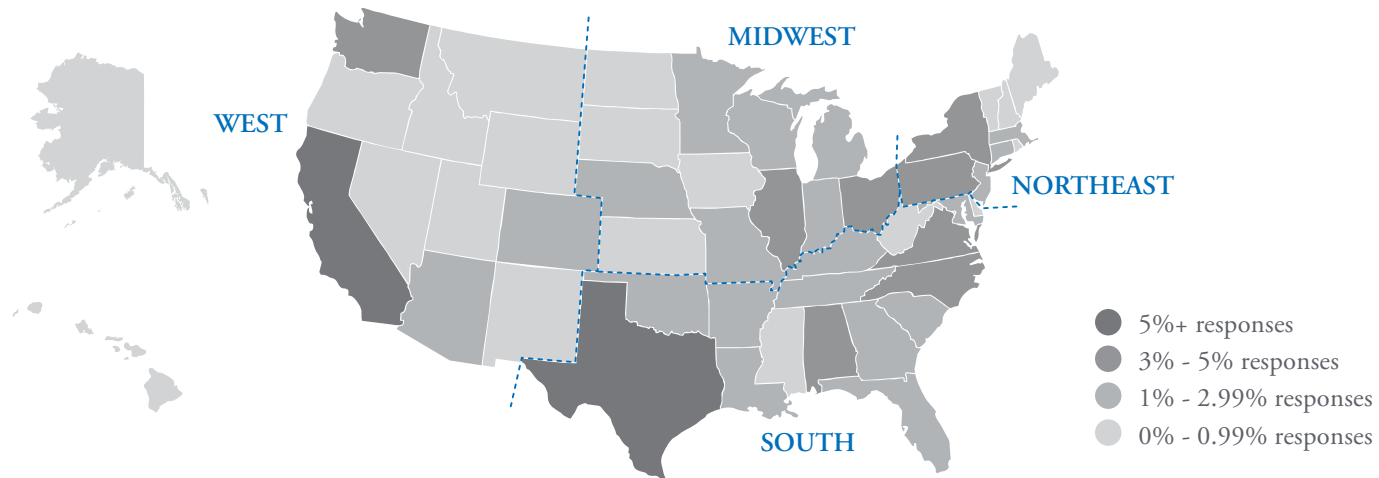 MIDWEST
WEST
NORTHEAST
SOUTH
5%+ responses
3% - 5% responses
1% - 2.99% responses
0% - 0.99% responses